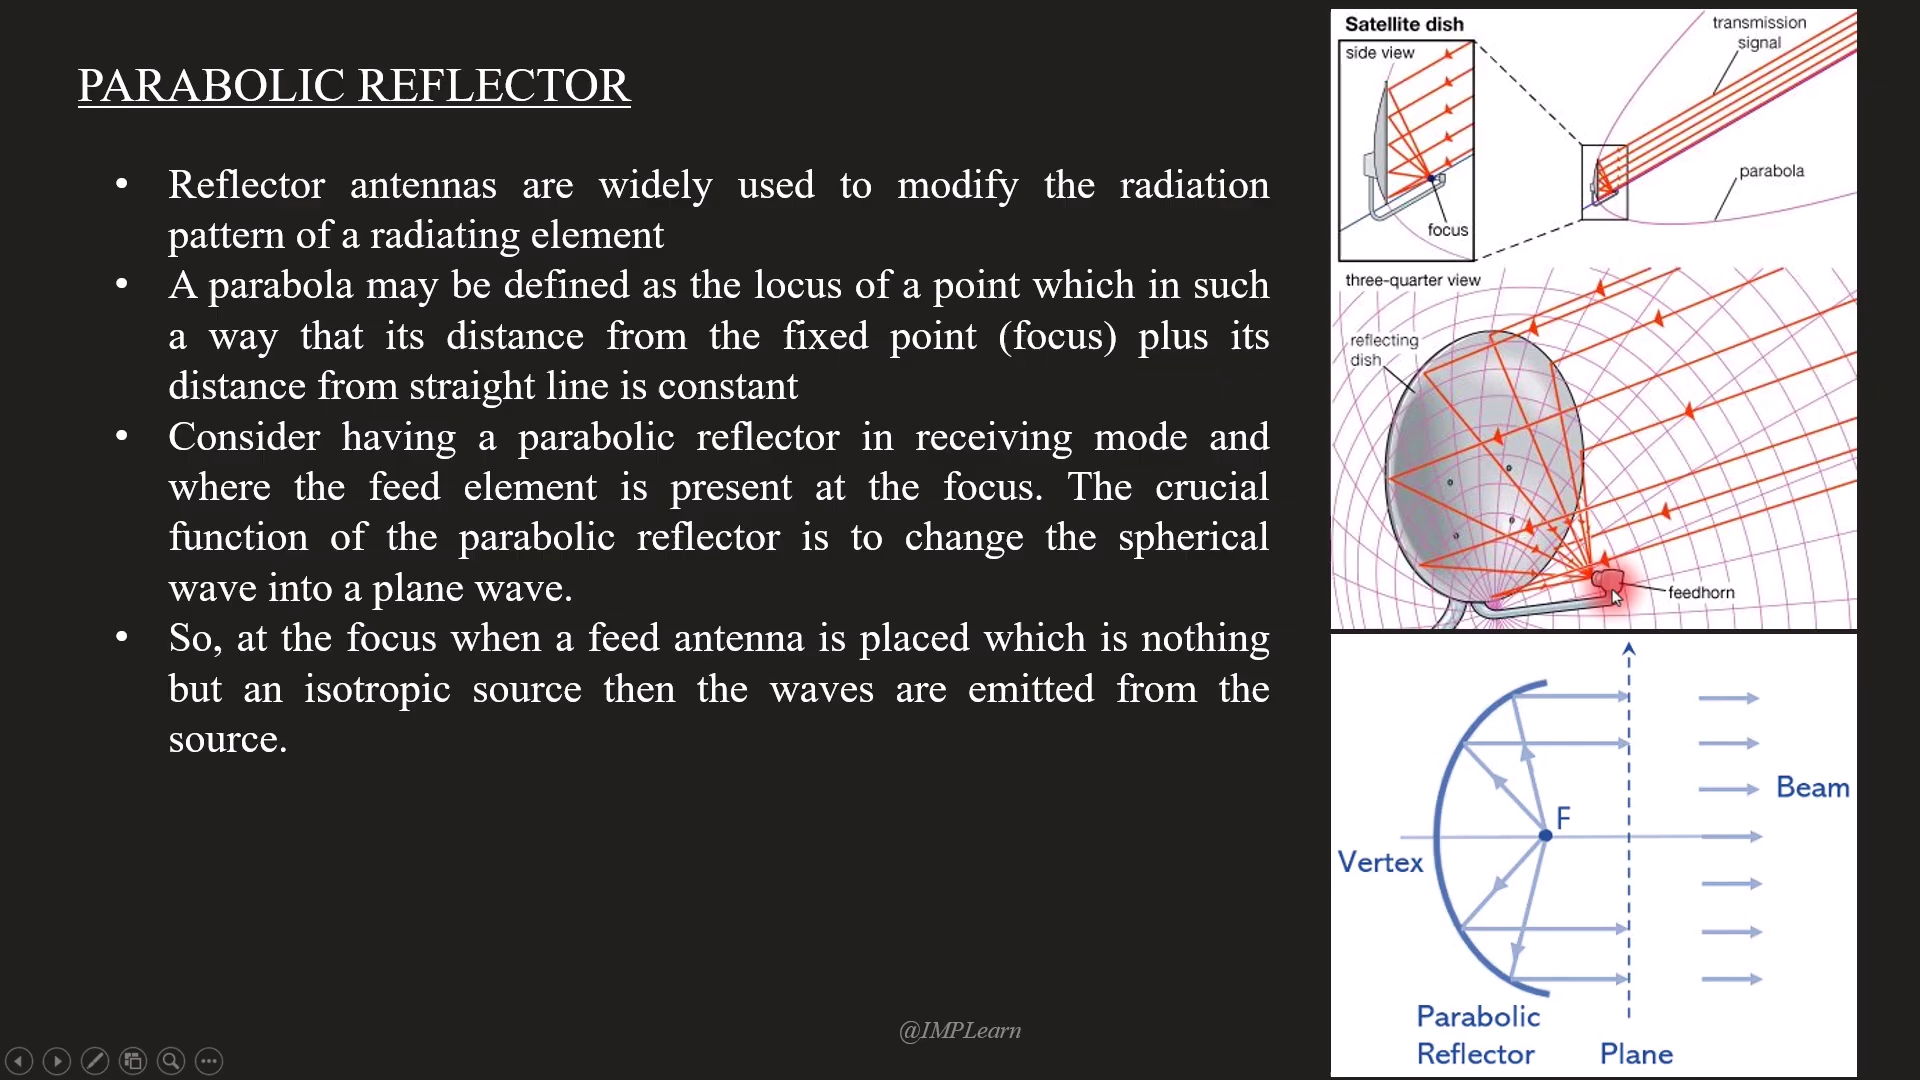 PARABOLIC REFLECTOR
• Reflector antennas are widely used to modify the radiation
pattern of a radiating element
• A parabola may be defined as the locus of a point which in such
a way that its distance from the fixed point (focus) plus its
distance from straight line is constant
• Consider having a parabolic reflector in receiving mode and
where the feed element is present at the focus. The crucial
function of the parabolic reflector is to change the spherical
wave into a plane wave.
• So, at the focus when a feed antenna is placed which is nothing
but an isotropic source then the waves are emitted from the
source.
Satellite dish
side view
focus
transmission
signal
parabola
three-quarter view
reflecting
dish
feedhorn
F
Beam
Vertex
Parabolic
Reflector
Plane
@IMPLearn